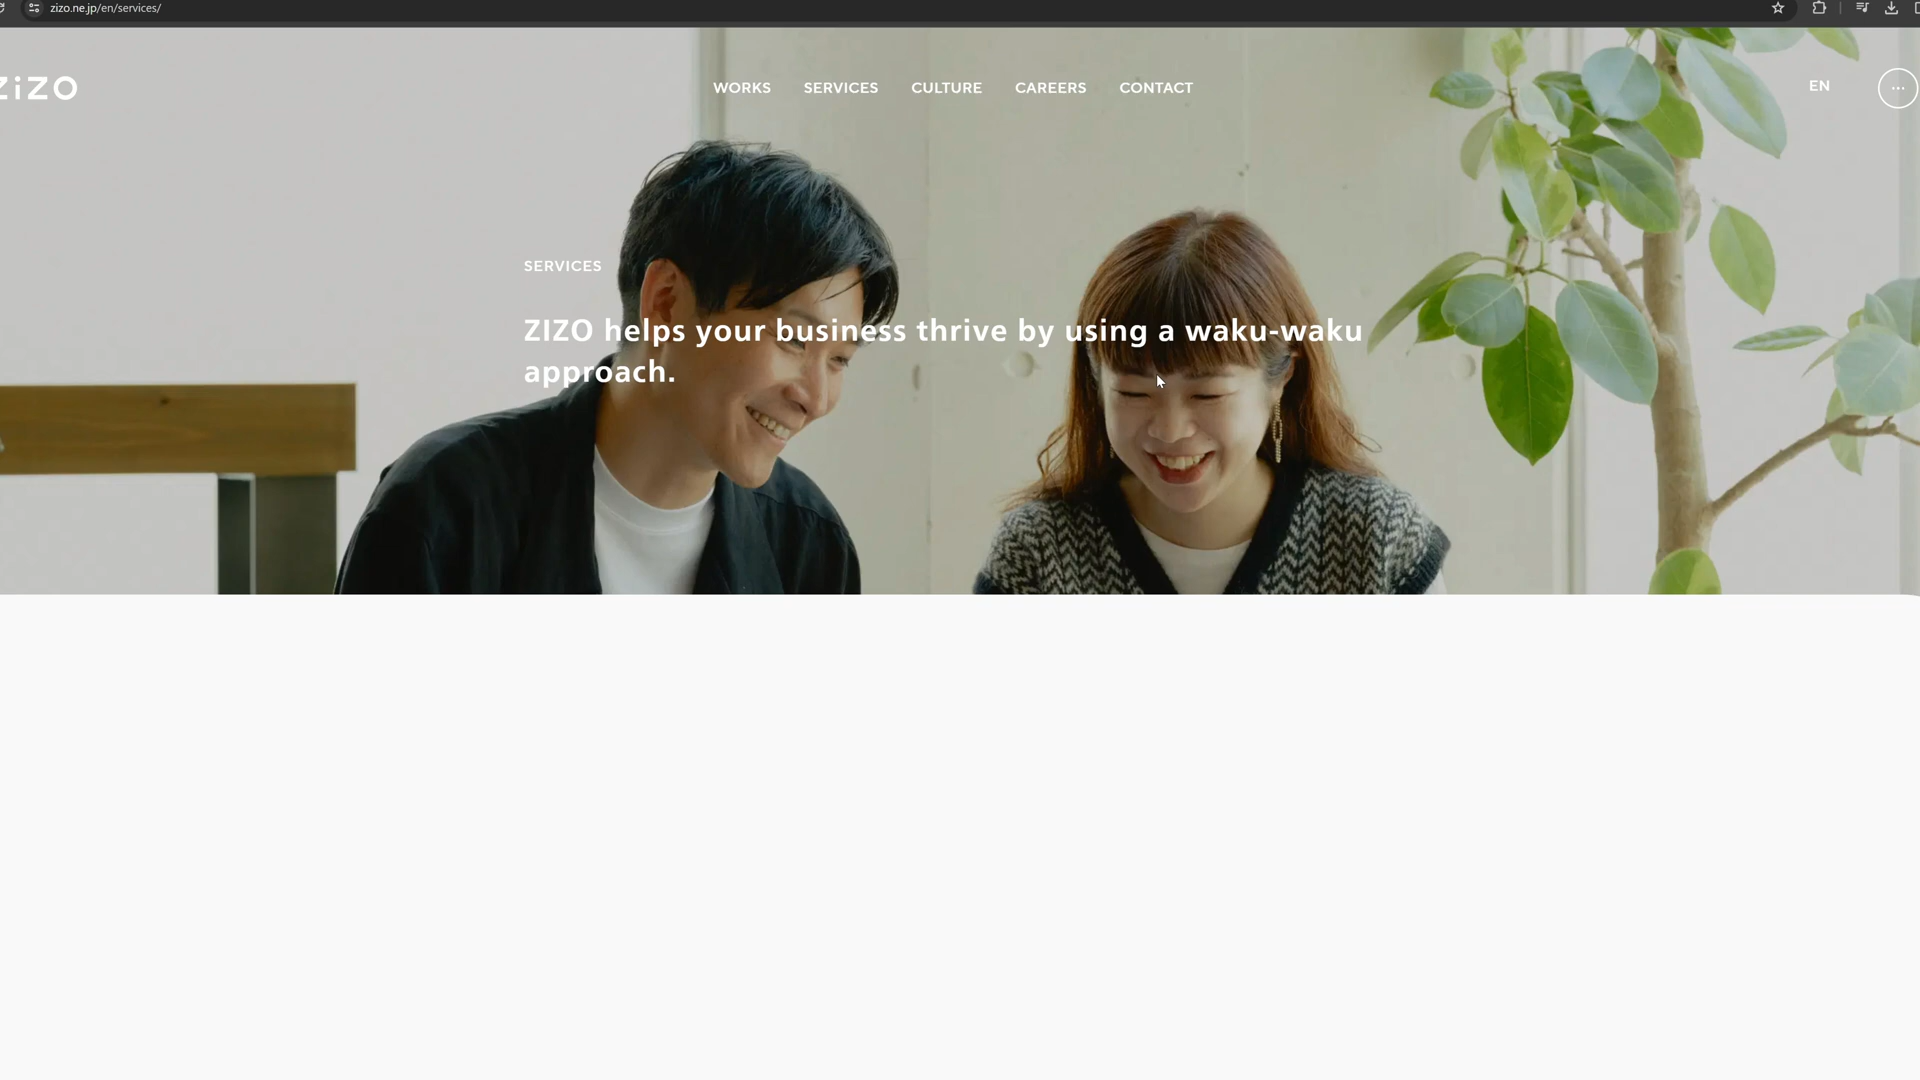 zizo.ne.jp/en/services/
ZiZO
WORKS SERVICES CULTURE CAREERS CONTACT
EN
SERVICES
ZIZO helps your business thrive by using a waku-waku
approach.